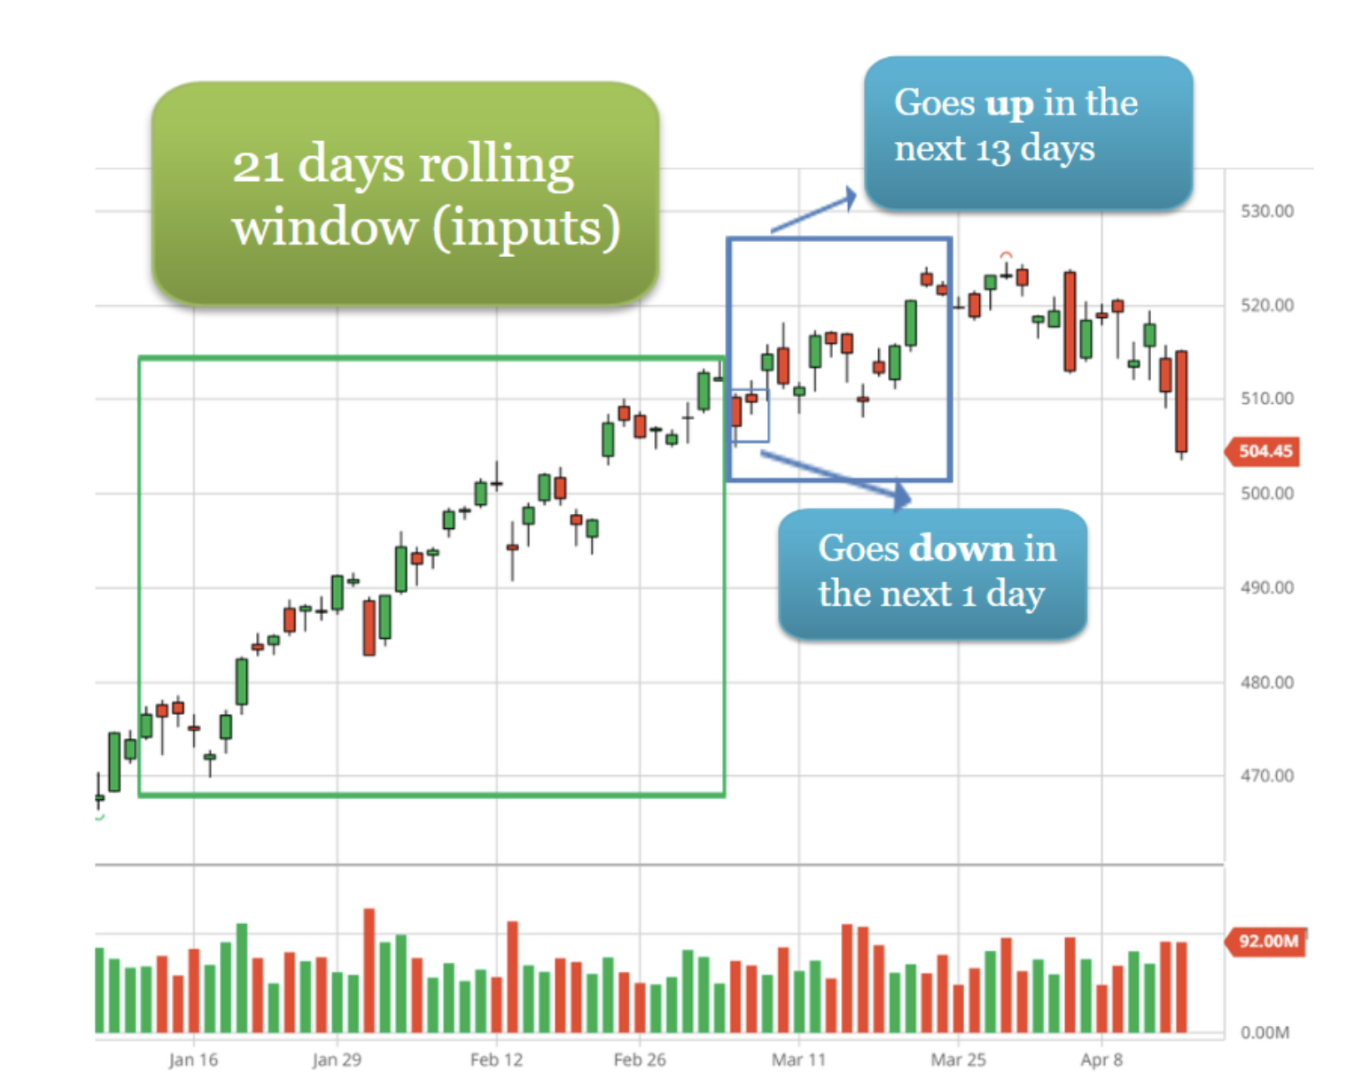 21 days rolling
window (inputs)
Goes up in the
next 13 days
Goes down in
the next 1 day
530.00
520.00
510.00
504.45
500.00
490.00
480.00
470.00
92.00M
0.00M
Jan 16
Jan 29
Feb 12
Feb 26
Mar 11
Mar 25
Apr 8